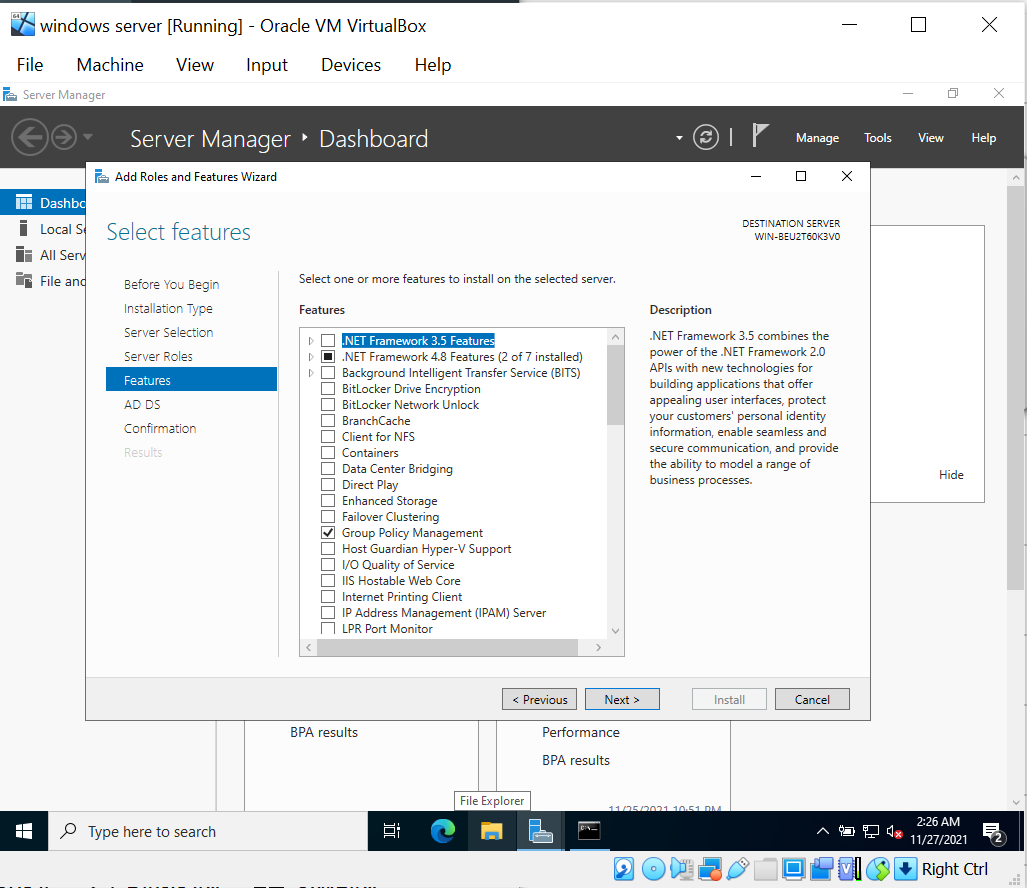 windows server [Running] - Oracle VM VirtualBox
File Machine View Input Devices Help
Server Manager
Server Manager Dashboard
Manage Tools View Help
Add Roles and Features Wizard
Dashbo
Local Se
All Serv
File and
Select features
DESTINATION SERVER
WIN-BEU2T60K3V0
Before You Begin
Installation Type
Server Selection
Server Roles
Features
AD DS
Confirmation
Results
Select one or more features to install on the selected server.
Features
.NET Framework 3.5 Features
.NET Framework 4.8 Features (2 of 7 installed)
Background Intelligent Transfer Service (BITS)
BitLocker Drive Encryption
BitLocker Network Unlock
BranchCache
Client for NFS
Containers
Data Center Bridging
Direct Play
Enhanced Storage
Failover Clustering
Group Policy Management
Host Guardian Hyper-V Support
I/O Quality of Service
IIS Hostable Web Core
Internet Printing Client
IP Address Management (IPAM) Server
LPR Port Monitor
Description
.NET Framework 3.5 combines the
power of the .NET Framework 2.0
APIs with new technologies for
building applications that offer
appealing user interfaces, protect
your customers' personal identity
information, enable seamless and
secure communication, and provide
the ability to model a range of
business processes.
Hide
< Previous Next > Install Cancel
BPA results
Performance
BPA results
11/25/2021 10:51 PM
File Explorer
Type here to search
2:26 AM
11/27/2021
2
Right Ctrl